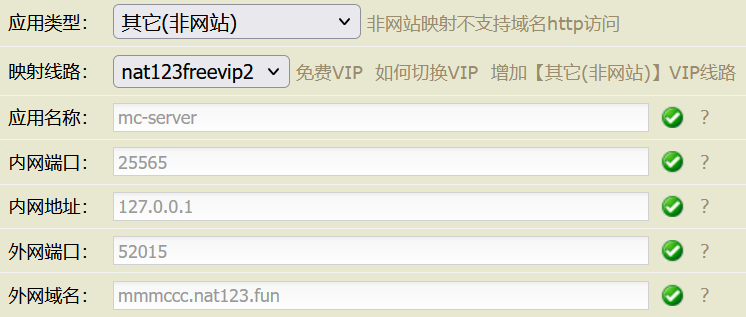 应用类型： 其它(非网站) 非网站映射不支持域名http访问
映射线路： nat123freevip2 免费VIP 如何切换VIP 增加【其它(非网站)】VIP线路
应用名称： mc-server ?
内网端口： 25565 ?
内网地址： 127.0.0.1 ?
外网端口： 52015 ?
外网域名： mmmccc.nat123.fun ?